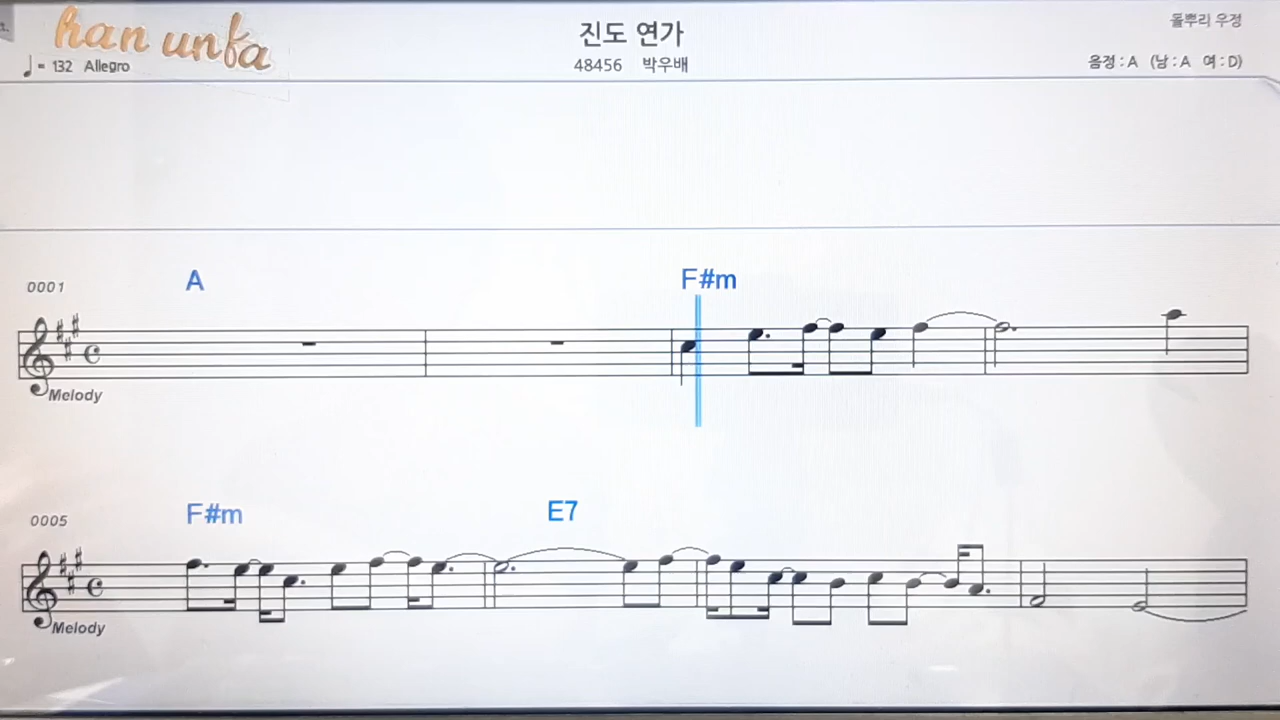 han unfa
♩= 132 Allegro
진도 연가
48456 박우배
돌뿌리 우정
음정 : A (남 : A 여 : D)
0001
A
F#m
Melody
0005
F#m
E7
Melody